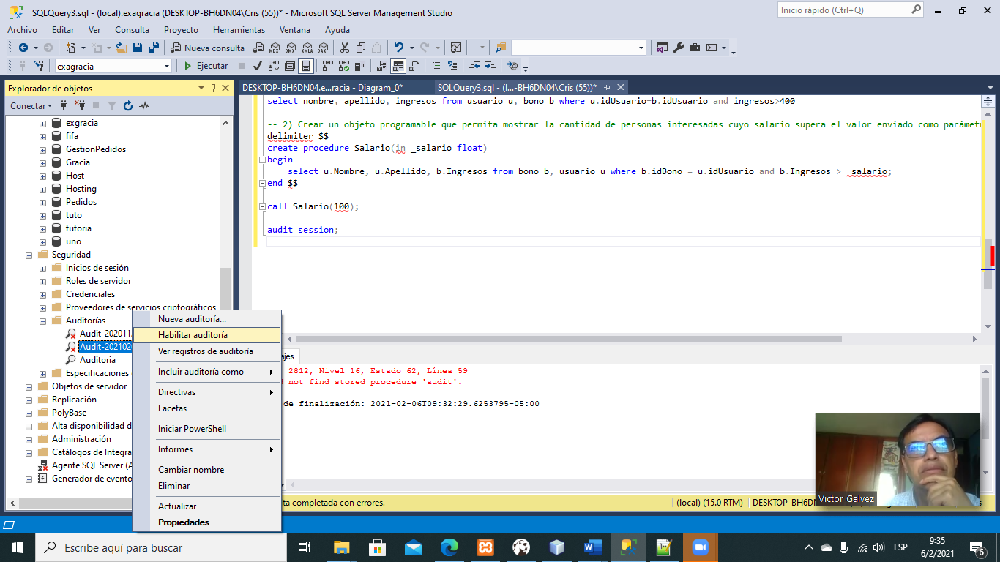 SQLQuery3.sql - (local).exagracia (DESKTOP-BH6DN04\Cris (55))* - Microsoft SQL Server Management Studio
Inicio rápido (Ctrl+Q)
Archivo Editar Ver Consulta Proyecto Herramientas Ventana Ayuda
Nueva consulta
MDX DMX XMLA DAX
exagracia
Ejecutar
Explorador de objetos
DESKTOP-BH6DN04.e...racia - Diagram_0*
SQLQuery3.sql - (l...-BH6DN04\Cris (55))*
Conectar
exgracia
fifa
GestionPedidos
Gracia
Host
Hosting
Pedidos
tuto
tutoria
uno
Seguridad
Inicios de sesión
Roles de servidor
Credenciales
Proveedores de servicios criptográficos
Auditorías
Audit-202011
Audit-202102
Auditoria
Especificaciones
Objetos de servidor
Replicación
PolyBase
Alta disponibilidad d
Administración
Catálogos de Integra
Agente SQL Server (A
Generador de evento
select nombre, apellido, ingresos from usuario u, bono b where u.idUsuario=b.idUsuario and ingresos>400
-- 2) Crear un objeto programable que permita mostrar la cantidad de personas interesadas cuyo salario supera el valor enviado como parámetr
delimiter $$
create procedure Salario(in _salario float)
begin
select u.Nombre, u.Apellido, b.Ingresos from bono b, usuario u where b.idBono = u.idUsuario and b.Ingresos > _salario;
end $$
call Salario(100);
audit session;
Nueva auditoría...
Habilitar auditoría
Ver registros de auditoría
Incluir auditoría como
Directivas
Facetas
Iniciar PowerShell
Informes
Cambiar nombre
Eliminar
Actualizar
Propiedades
ajes
2812, Nivel 16, Estado 62, Línea 59
not find stored procedure 'audit'.
de finalización: 2021-02-06T09:32:29.6253795-05:00
ta completada con errores.
(local) (15.0 RTM)
DESKTOP-BH6DN0
Victor Galvez
Escribe aquí para buscar
ESP
9:35
6/2/2021
6